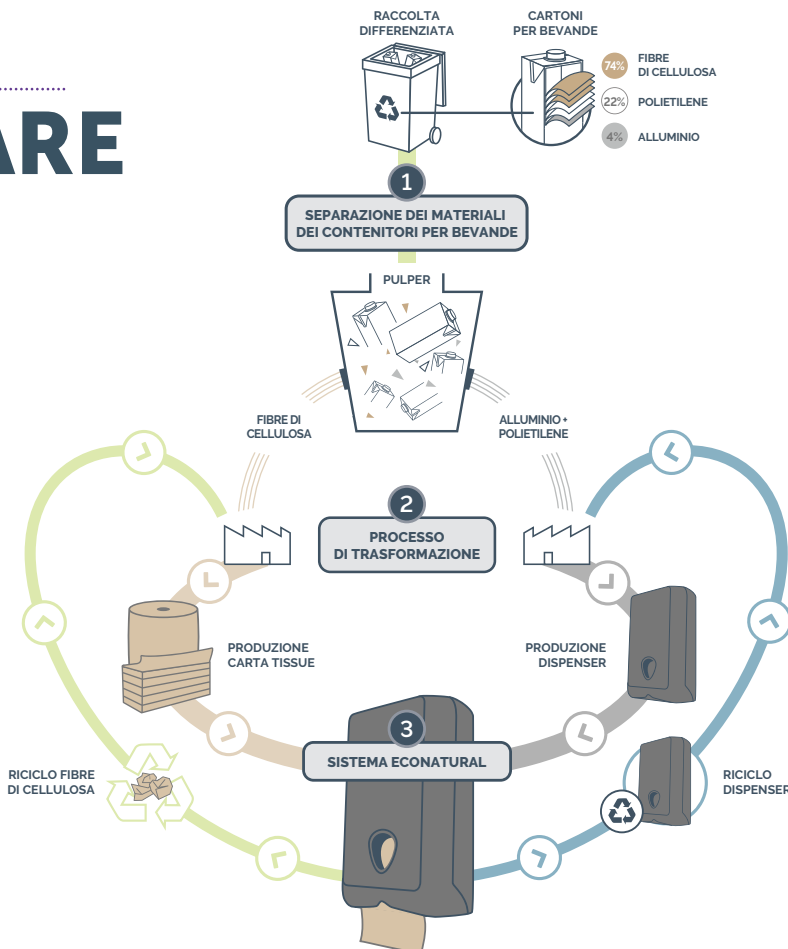 RACCOLTA
DIFFERENZIATA
CARTONI
PER BEVANDE
74%
FIBRE
DI CELLULOSA
22%
POLIETILENE
4%
ALLUMINIO
ARE
1
SEPARAZIONE DEI MATERIALI
DEI CONTENITORI PER BEVANDE
PULPER
FIBRE DI
CELLULOSA
ALLUMINIO +
POLIETILENE
2
PROCESSO
DI TRASFORMAZIONE
PRODUZIONE
CARTA TISSUE
PRODUZIONE
DISPENSER
3
SISTEMA ECONATURAL
RICICLO FIBRE
DI CELLULOSA
RICICLO
DISPENSER